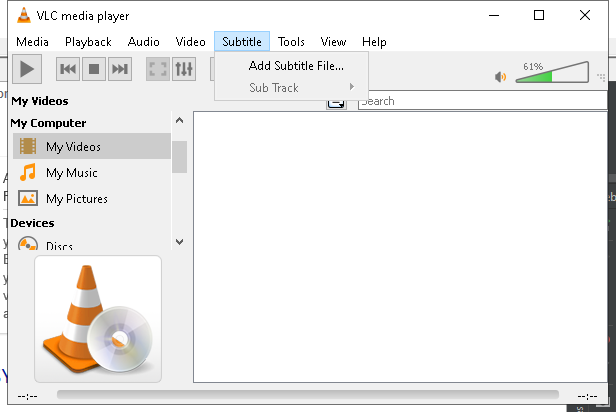 VLC media player
Media Playback Audio Video Subtitle Tools View Help
Add Subtitle File...
61%
Sub Track
My Videos
Search
My Computer
My Videos
My Music
My Pictures
Devices
Discs
--:-- --:--